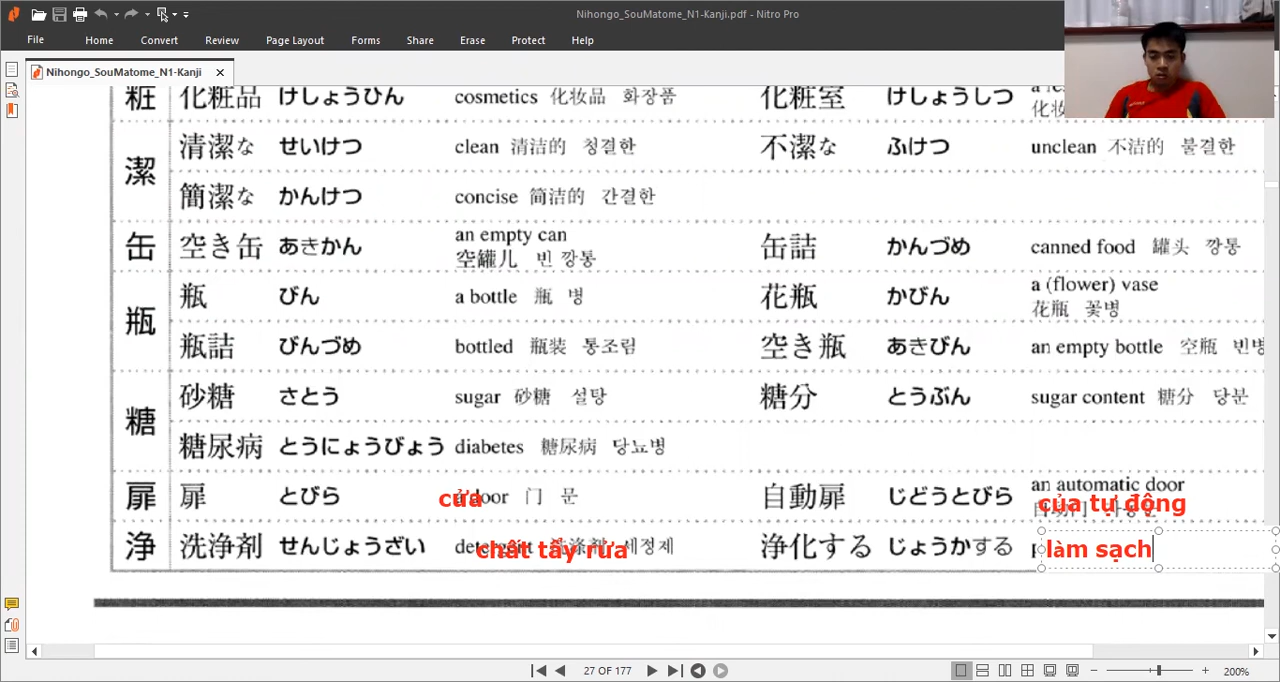 Nihongo_SouMatome_N1-Kanji.pdf - Nitro Pro
File Home Convert Review Page Layout Forms Share Erase Protect Help
Nihongo_SouMatome_N1-Kanji ×
粧 化粧品 けしょうひん cosmetics 化妆品 화장품 化粧室 けしょうしつ
潔 清潔な せいけつ clean 清洁的 청결한 不潔な ふけつ unclean 不洁的 불결한
簡潔な かんけつ concise 简洁的 간결한
缶 空き缶 あきかん an empty can 空罐儿 빈 깡통 缶詰 かんづめ canned food 罐头 깡통
瓶 瓶 びん a bottle 瓶 병 花瓶 かびん a (flower) vase 花瓶 꽃병
瓶詰 びんづめ bottled 瓶装 통조림 空き瓶 あきびん an empty bottle 空瓶 빈병
糖 砂糖 さとう sugar 砂糖 설탕 糖分 とうぶん sugar content 糖分 당분
糖尿病 とうにょうびょう diabetes 糖尿病 당뇨병
扉 扉 とびら cửa door 门 문 自動扉 じどうとびら an automatic door của tự động
浄 洗浄剤 せんじょうざい chất tẩy rửa 세정제 浄化する じょうかする làm sạch
27 OF 177
200%